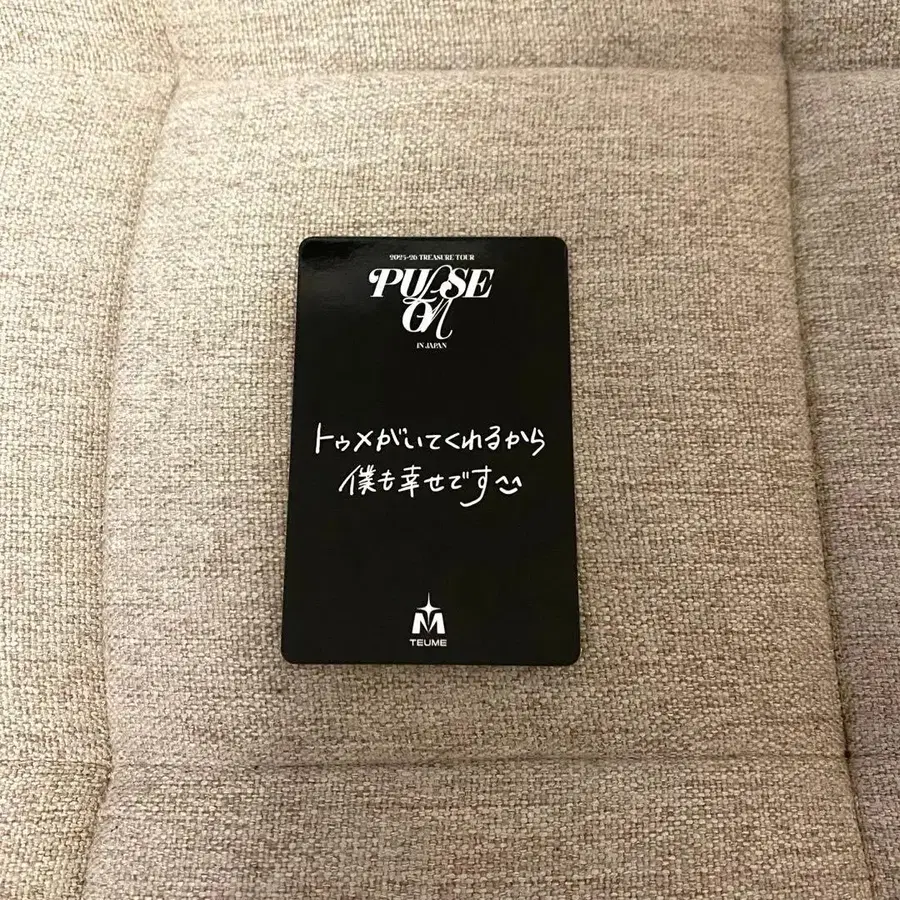 2025-26 TREASURE TOUR
PULSE
ON
IN JAPAN
トゥメがいてくれるから
僕も幸せです^^
TEUME